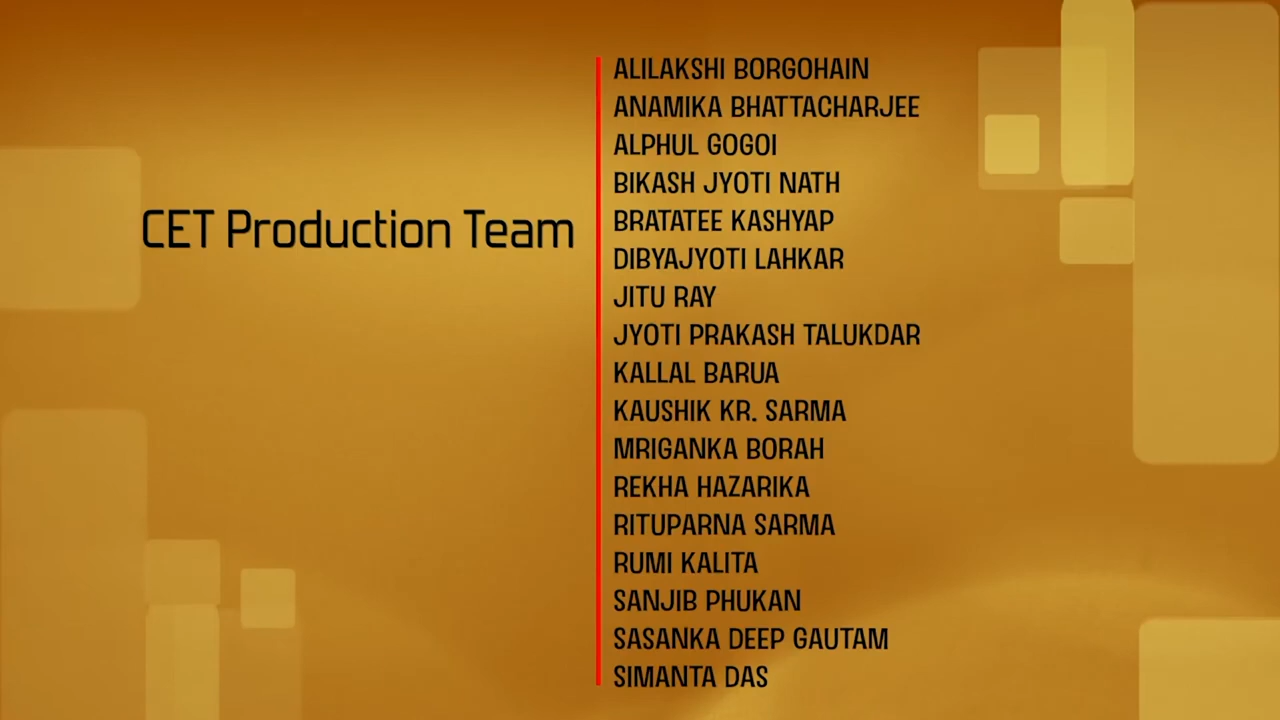 CET Production Team
ALILAKSHI BORGOHAIN
ANAMIKA BHATTACHARJEE
ALPHUL GOGOI
BIKASH JYOTI NATH
BRATATEE KASHYAP
DIBYAJYOTI LAHKAR
JITU RAY
JYOTI PRAKASH TALUKDAR
KALLAL BARUA
KAUSHIK KR. SARMA
MRIGANKA BORAH
REKHA HAZARIKA
RITUPARNA SARMA
RUMI KALITA
SANJIB PHUKAN
SASANKA DEEP GAUTAM
SIMANTA DAS